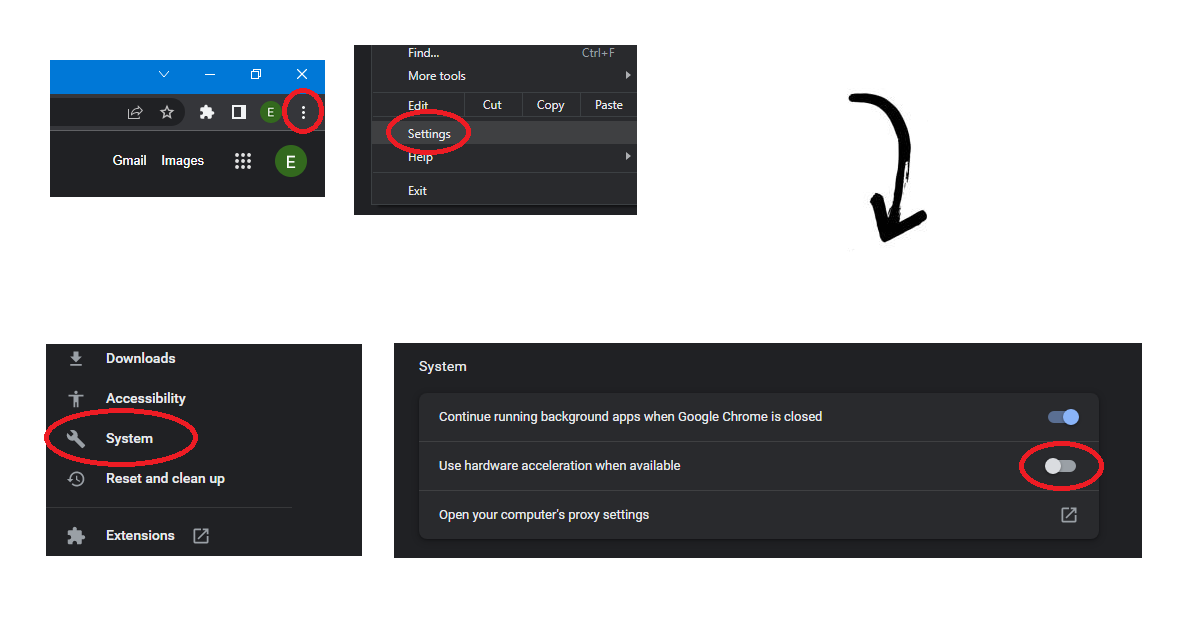 E
Gmail Images
E
Find... Ctrl+F
More tools
Edit Cut Copy Paste
Settings
Help
Exit
Downloads
Accessibility
System
Reset and clean up
Extensions
System
Continue running background apps when Google Chrome is closed
Use hardware acceleration when available
Open your computer's proxy settings